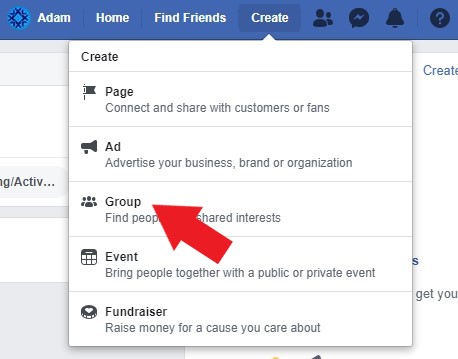 Adam Home Find Friends Create
Create
Create
Page
Connect and share with customers or fans
Ad
Advertise your business, brand or organization
ng/Activ...
Group
Find people shared interests
Event
Bring people together with a public or private event
s
get you
Fundraiser
Raise money for a cause you care about